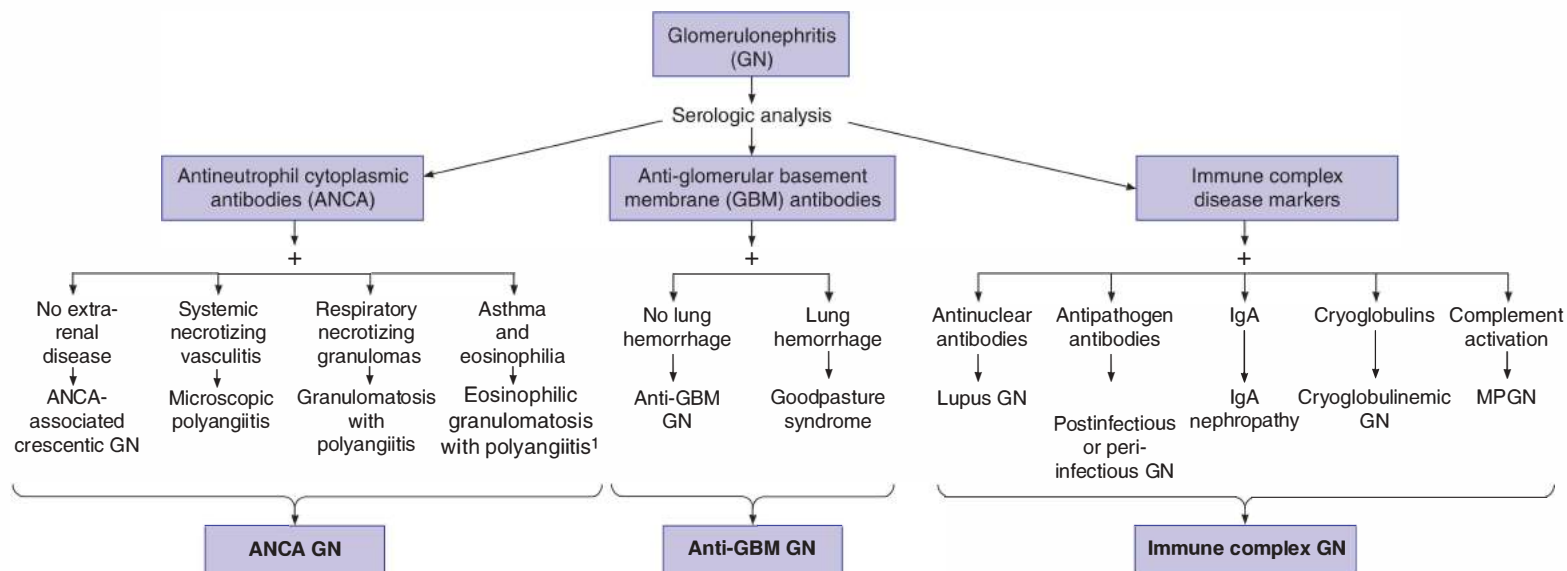 Glomerulonephritis
(GN)
Serologic analysis
Antineutrophil cytoplasmic
antibodies (ANCA)
Anti-glomerular basement
membrane (GBM) antibodies
Immune complex
disease markers
+
+
+
No extra-
renal
disease
Systemic
necrotizing
vasculitis
Respiratory
necrotizing
granulomas
Asthma
and
eosinophilia
No lung
hemorrhage
Lung
hemorrhage
Antinuclear
antibodies
Antipathogen
antibodies
IgA
Cryoglobulins
Complement
activation
ANCA-
associated
crescentic GN
Microscopic
polyangiitis
Granulomatosis
with
polyangiitis
Eosinophilic
granulomatosis
with polyangiitis¹
Anti-GBM
GN
Goodpasture
syndrome
Lupus GN
Postinfectious
or peri-
infectious GN
IgA
nephropathy
Cryoglobulinemic
GN
MPGN
ANCA GN
Anti-GBM GN
Immune complex GN